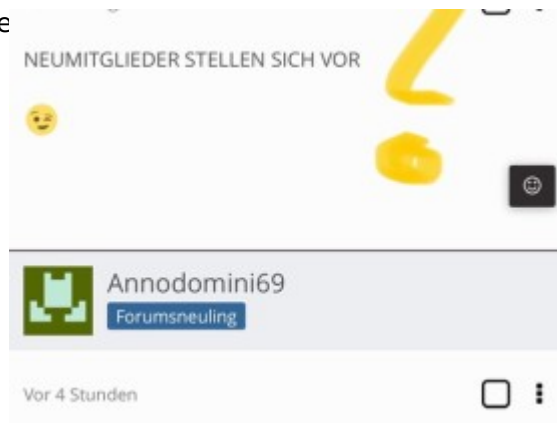 e
NEUMITGLIEDER STELLEN SICH VOR
Annodomini69
Forumsneuling
Vor 4 Stunden